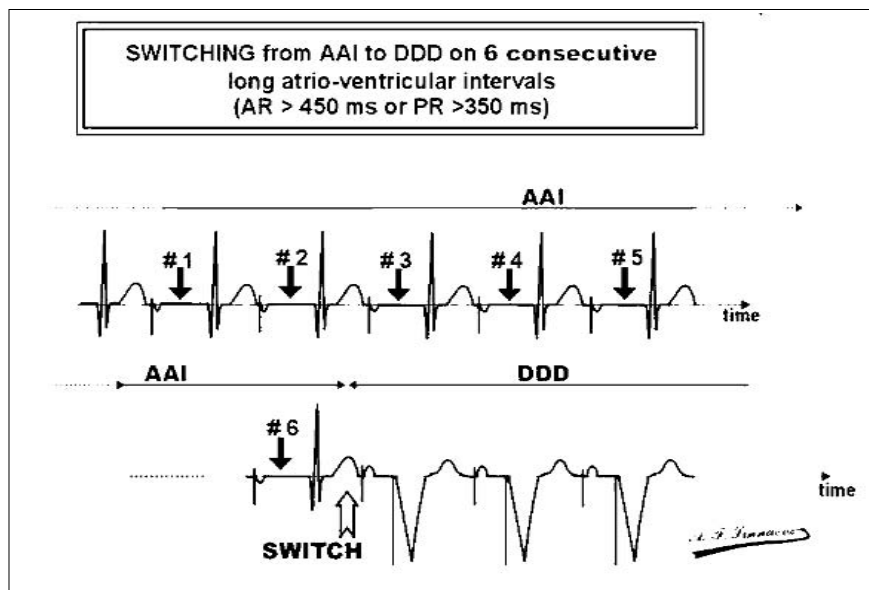 SWITCHING from AAI to DDD on 6 consecutive
long atrio-ventricular intervals
(AR > 450 ms or PR >350 ms)
AAI
#1 #2 #3 #4 #5
time
AAI DDD
#6
time
SWITCH